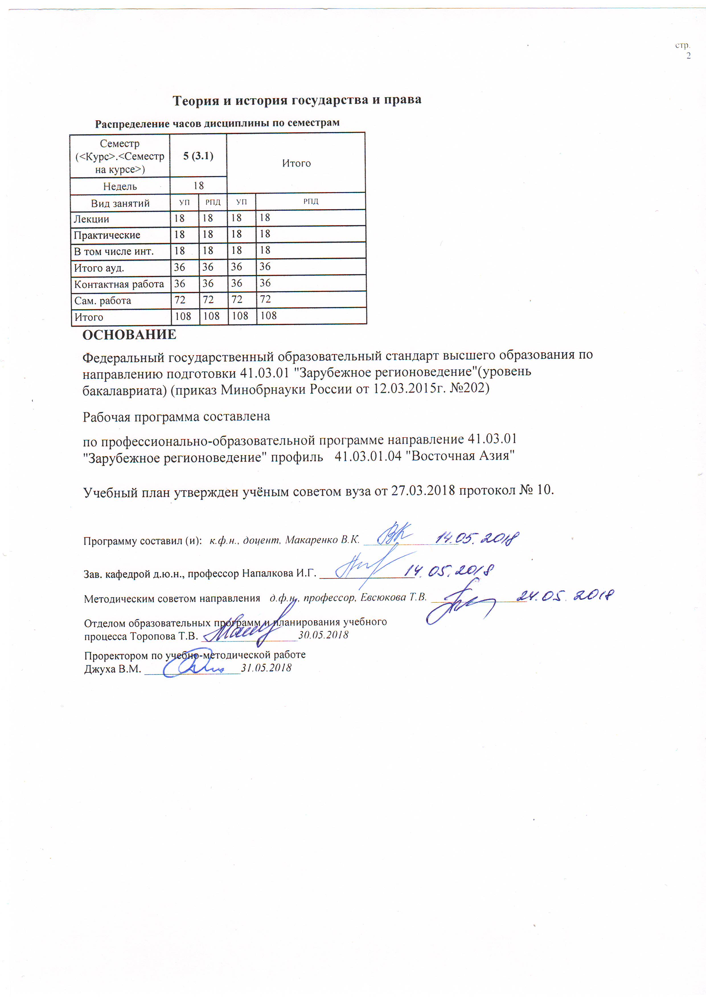 стр.
2
Теория и история государства и права
Распределение часов дисциплины по семестрам
Семестр
(<Курс>.<Семестр
на курсе>)
5 (3.1)
Итого
Недель
18
Вид занятий УП РПД УП РПД
Лекции 18 18 18 18
Практические 18 18 18 18
В том числе инт. 18 18 18 18
Итого ауд. 36 36 36 36
Контактная работа 36 36 36 36
Сам. работа 72 72 72 72
Итого 108 108 108 108
ОСНОВАНИЕ
Федеральный государственный образовательный стандарт высшего образования по
направлению подготовки 41.03.01 "Зарубежное регионоведение"(уровень
бакалавриата) (приказ Минобрнауки России от 12.03.2015г. №202)
Рабочая программа составлена
по профессионально-образовательной программе направление 41.03.01
"Зарубежное регионоведение" профиль 41.03.01.04 "Восточная Азия"
Учебный план утвержден учёным советом вуза от 27.03.2018 протокол № 10.
Программу составил (и): к.ф.н., доцент, Макаренко В.К. 14.05.2018
Зав. кафедрой д.ю.н., профессор Напалкова И.Г. 14.05.2018
Методическим советом направления д.ф.н., профессор, Евсюкова Т.В. 24.05.2018
Отделом образовательных программ и планирования учебного
процесса Торопова Т.В. 30.05.2018
Проректором по учебно-методической работе
Джуха В.М. 31.05.2018